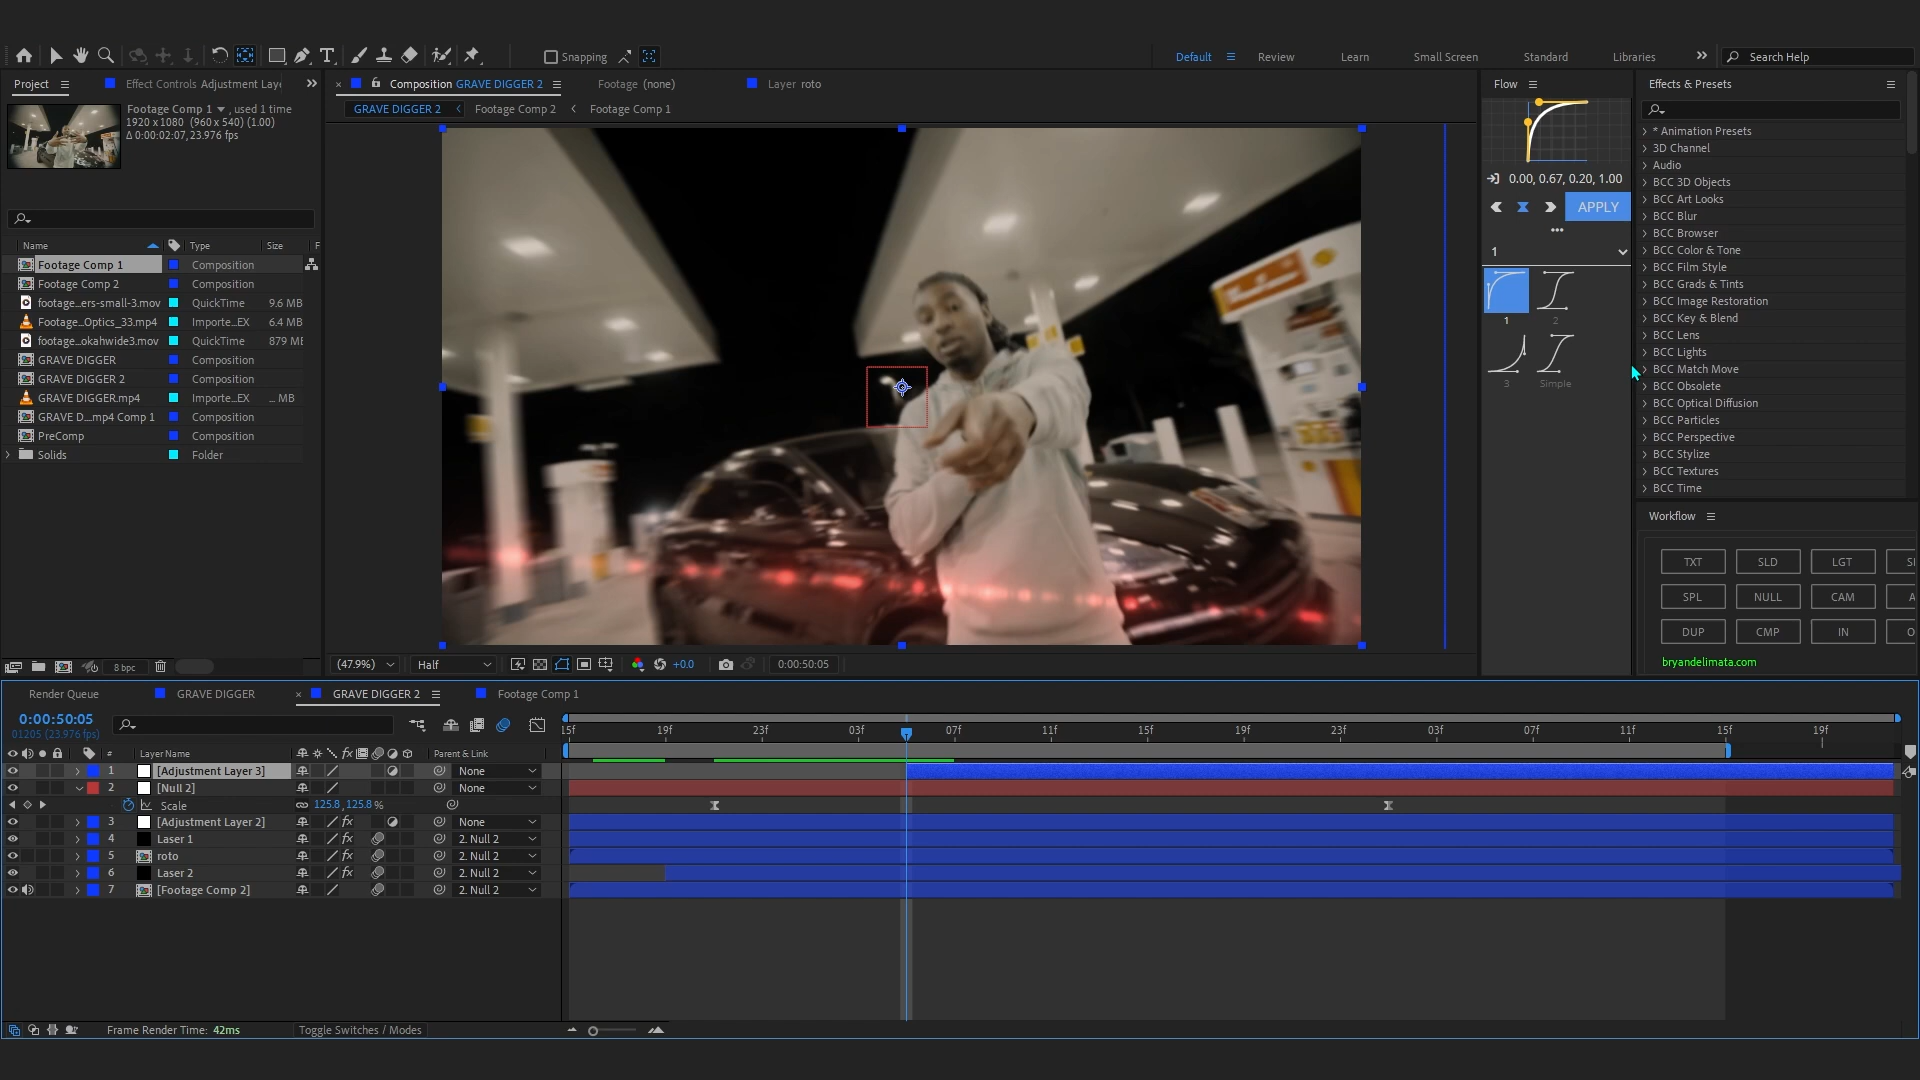 Snapping
Default
Review
Learn
Small Screen
Standard
Libraries
Search Help
Project
Effect Controls Adjustment Laye
Composition GRAVE DIGGER 2
Footage (none)
Layer roto
Flow
Effects & Presets
GRAVE DIGGER 2
Footage Comp 2
Footage Comp 1
Footage Comp 1 , used 1 time
1920 x 1080 (960 x 540) (1.00)
Δ 0:00:02:07, 23.976 fps
0.00, 0.67, 0.20, 1.00
APPLY
1
1
2
3
Simple
* Animation Presets
3D Channel
Audio
BCC 3D Objects
BCC Art Looks
BCC Blur
BCC Browser
BCC Color & Tone
BCC Film Style
BCC Grads & Tints
BCC Image Restoration
BCC Key & Blend
BCC Lens
BCC Lights
BCC Match Move
BCC Obsolete
BCC Optical Diffusion
BCC Particles
BCC Perspective
BCC Stylize
BCC Textures
BCC Time
Name Type Size F
Footage Comp 1 Composition
Footage Comp 2 Composition
footage...ers-small-3.mov QuickTime 9.6 MB
Footage...Optics_33.mp4 Importe...EX 6.4 MB
footage...okahwide3.mov QuickTime 879 ME
GRAVE DIGGER Composition
GRAVE DIGGER 2 Composition
GRAVE DIGGER.mp4 Importe...EX ... MB
GRAVE D....mp4 Comp 1 Composition
PreComp Composition
Solids Folder
8 bpc
(47.9%)
Half
+0.0
0:00:50:05
Workflow
TXT SLD LGT
SPL NULL CAM A
DUP CMP IN O
bryandelimata.com
Render Queue
GRAVE DIGGER
GRAVE DIGGER 2
Footage Comp 1
0:00:50:05
01205 (23.976 fps)
15f 19f 23f 03f 07f 11f 15f 19f 23f 03f 07f 11f 15f 19f
# Layer Name Parent & Link
1 [Adjustment Layer 3] None
2 [Null 2] None
Scale 125.8, 125.8 %
3 [Adjustment Layer 2] fx None
4 Laser 1 fx 2. Null 2
5 roto fx 2. Null 2
6 Laser 2 fx 2. Null 2
7 [Footage Comp 2] 2. Null 2
Frame Render Time: 42ms
Toggle Switches / Modes